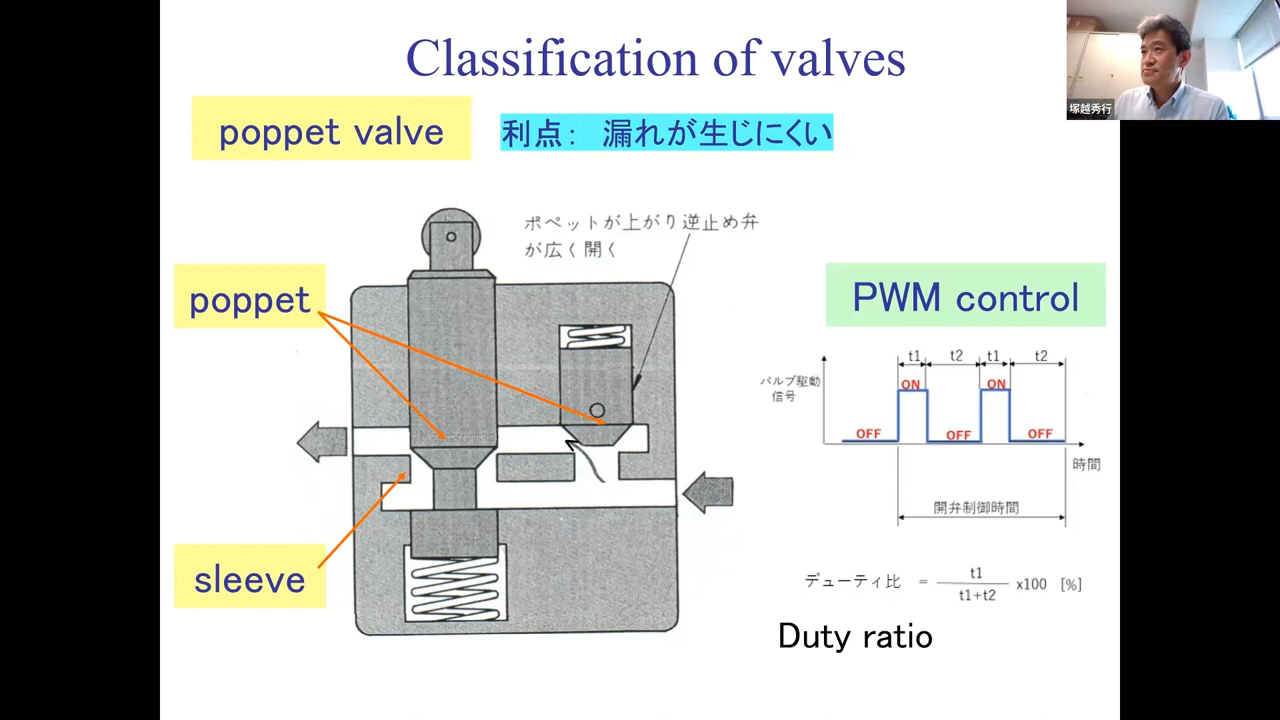 Classification of valves
塚越秀行
poppet valve
利点： 漏れが生じにくい
ポペットが上がり逆止め弁
が広く開く
poppet
PWM control
t1 t2 t1 t2
バルブ駆動
信号
ON ON
OFF OFF OFF
時間
開弁制御時間
sleeve
デューティ比 = t1
t1+t2 x100 [%]
Duty ratio